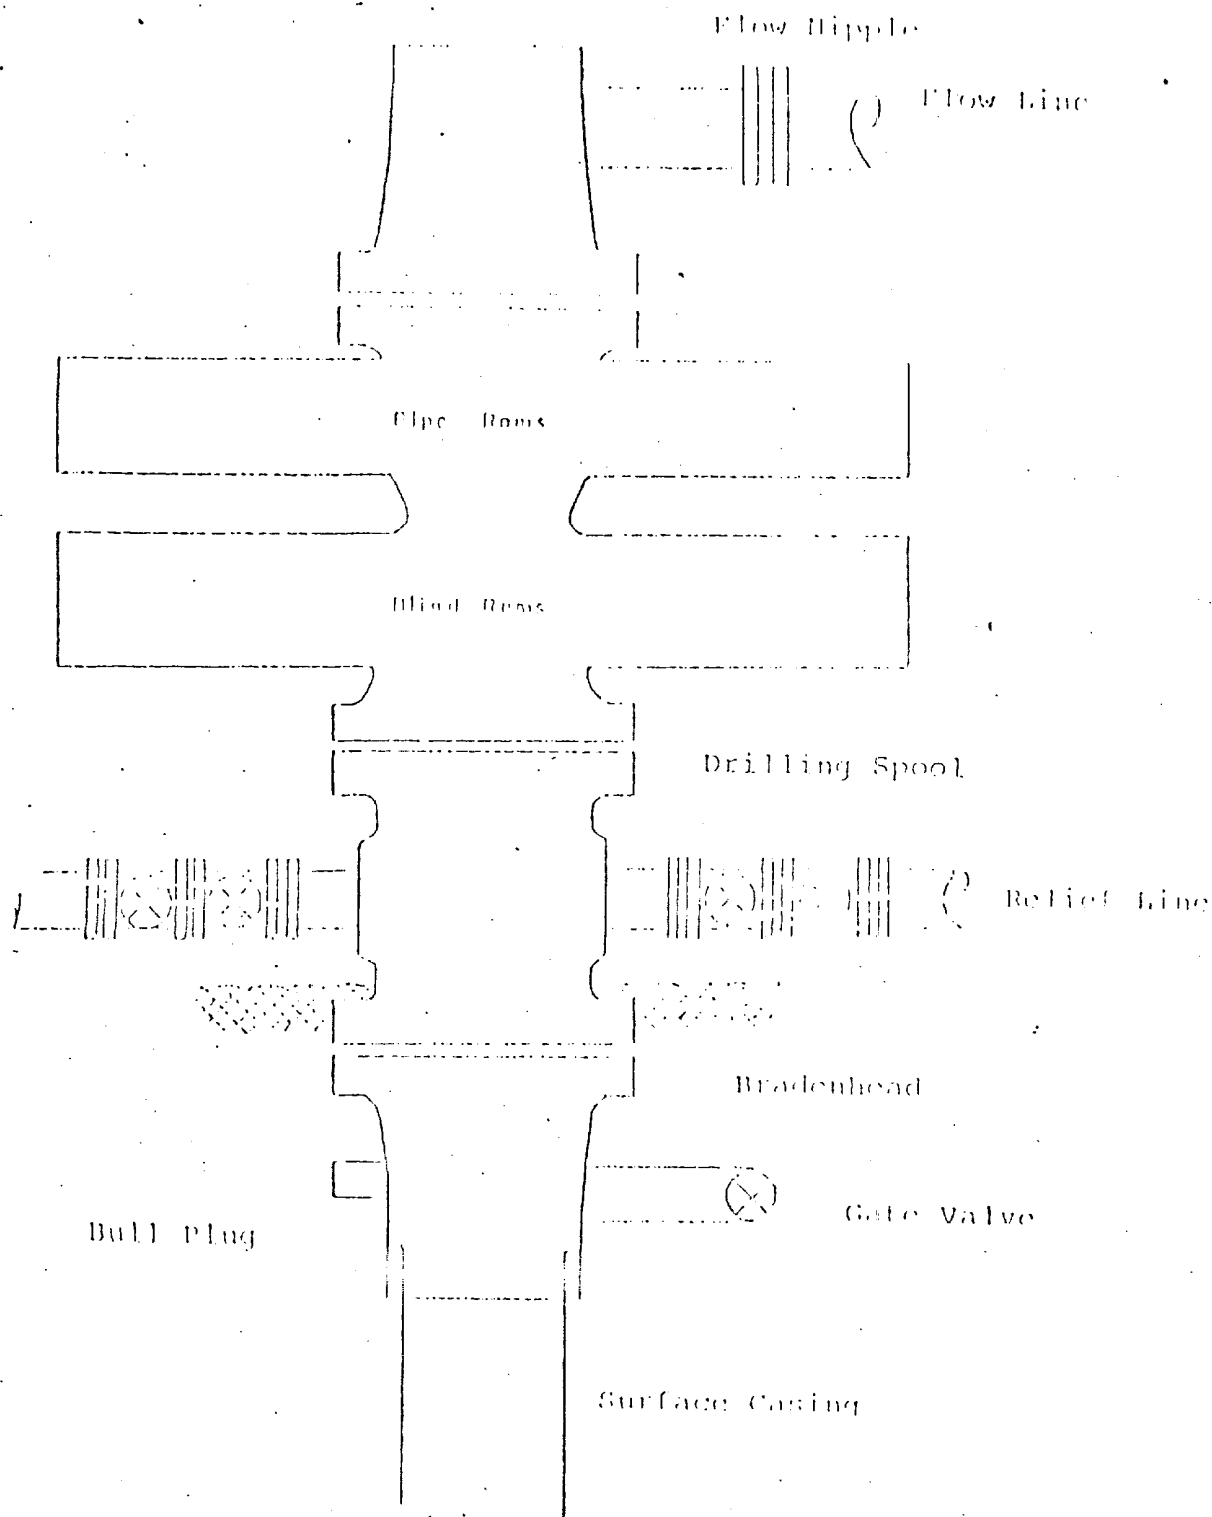 Flow Nipple
Flow Line
Pipe Rams
Blind Rams
Drilling Spool
Relief Line
Bradenhead
Gate Valve
Bull Plug
Surface Casing